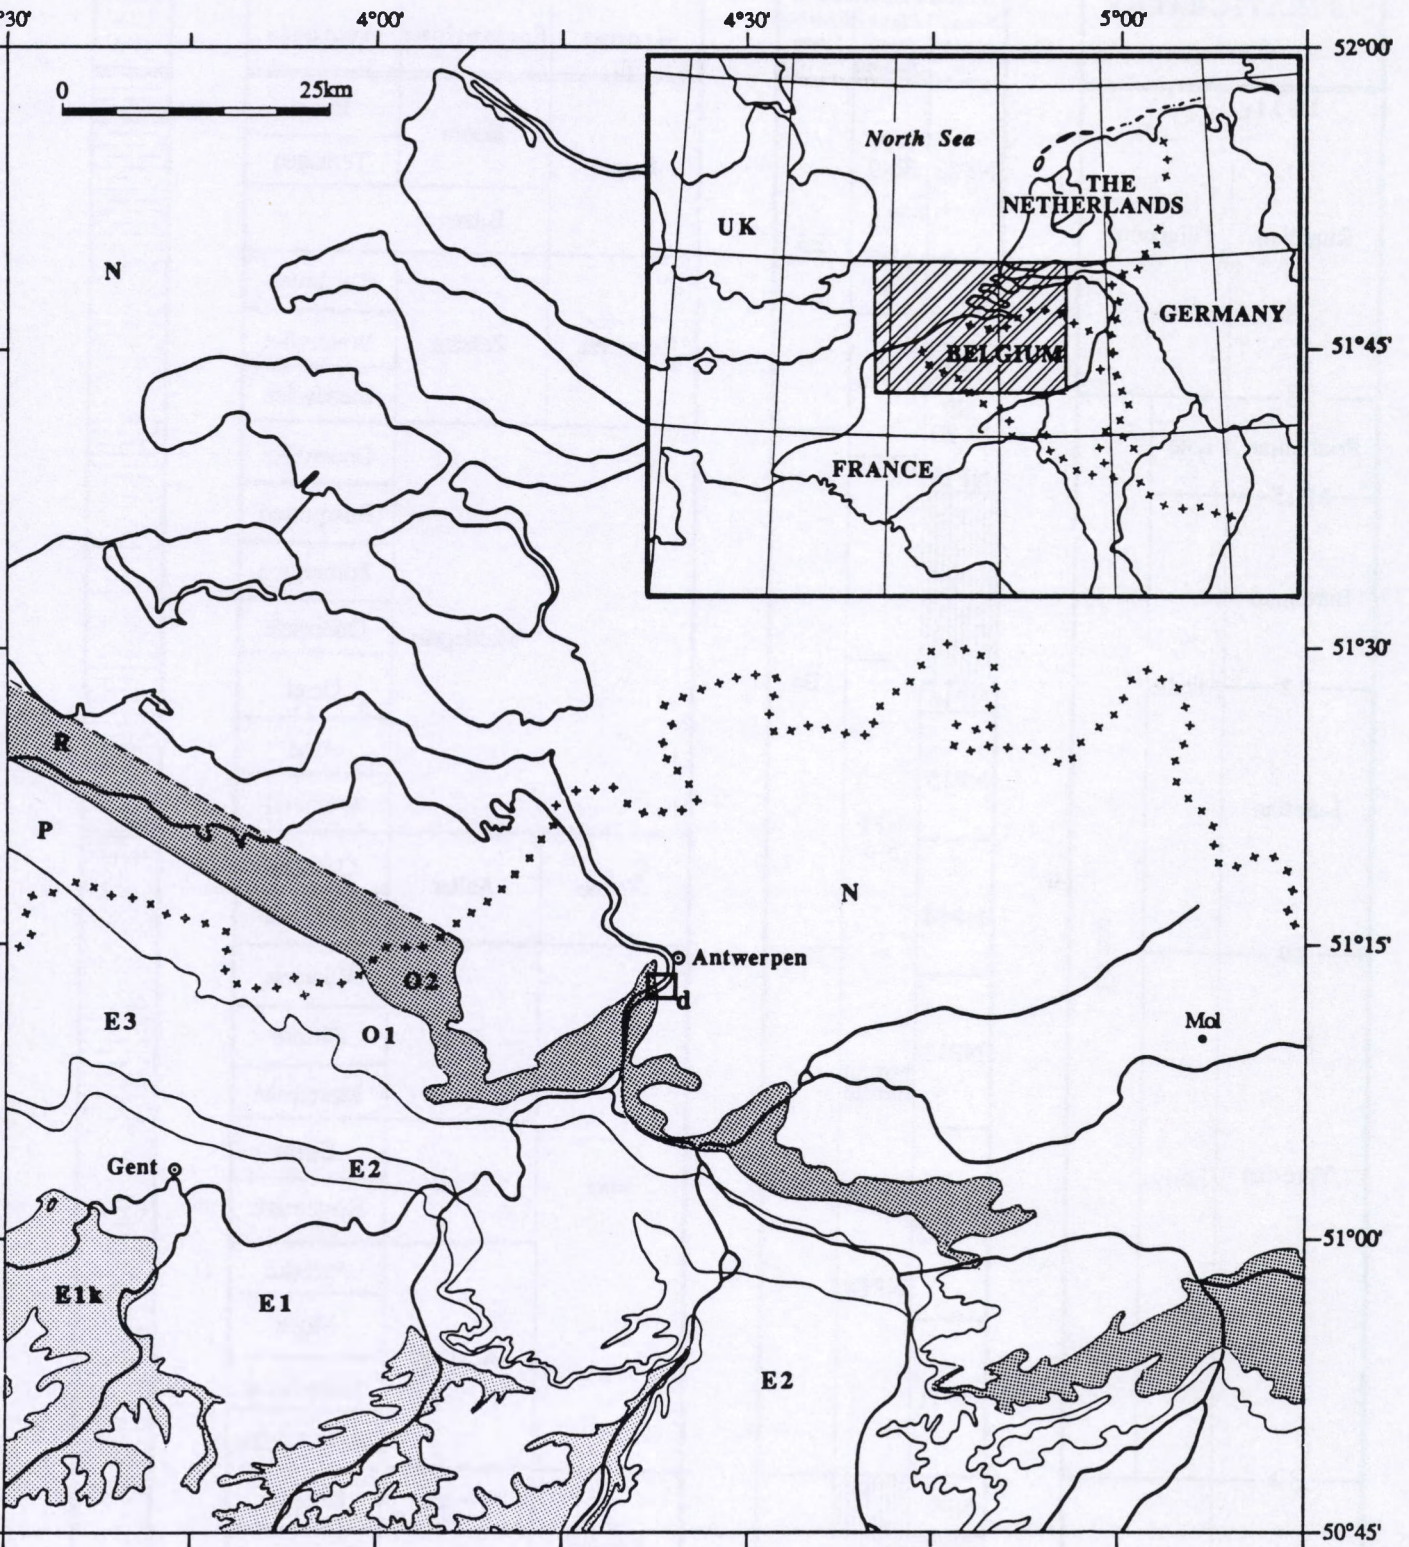 :30'
4°00'
4°30'
5°00'
52°00'
0 25km
North Sea
THE
NETHERLANDS
UK
N
GERMANY
51°45'
BELGIUM
FRANCE
51°30'
R
P
N
51°15'
Antwerpen
O2
d
E3
O1
Mol
Gent
E2
51°00'
E1k
E1
E2
50°45'